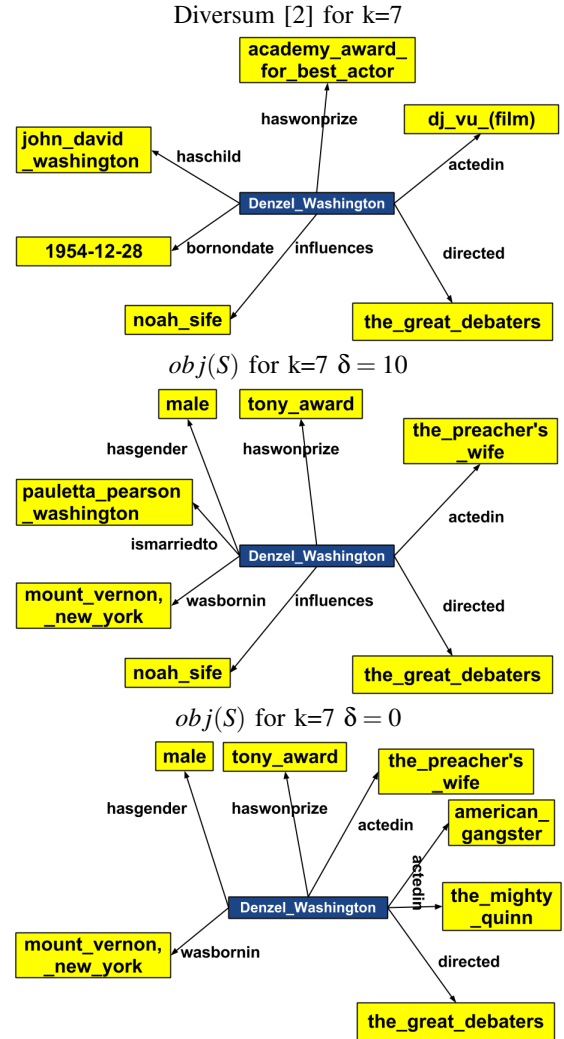 Diversum [2] for k=7
academy_award_
for_best_actor
haswonprize
dj_vu_(film)
john_david
_washington
haschild
actedin
Denzel_Washington
1954-12-28
bornondate
influences
directed
noah_sife
the_great_debaters
obj(S) for k=7 δ = 10
male
tony_award
the_preacher's
_wife
hasgender
haswonprize
pauletta_pearson
_washington
actedin
ismarriedto
Denzel_Washington
mount_vernon,
_new_york
wasbornin
influences
directed
noah_sife
the_great_debaters
obj(S) for k=7 δ = 0
male
tony_award
the_preacher's
_wife
hasgender
haswonprize
actedin
american_
gangster
actedin
the_mighty
_quinn
Denzel_Washington
mount_vernon,
_new_york
wasbornin
directed
the_great_debaters